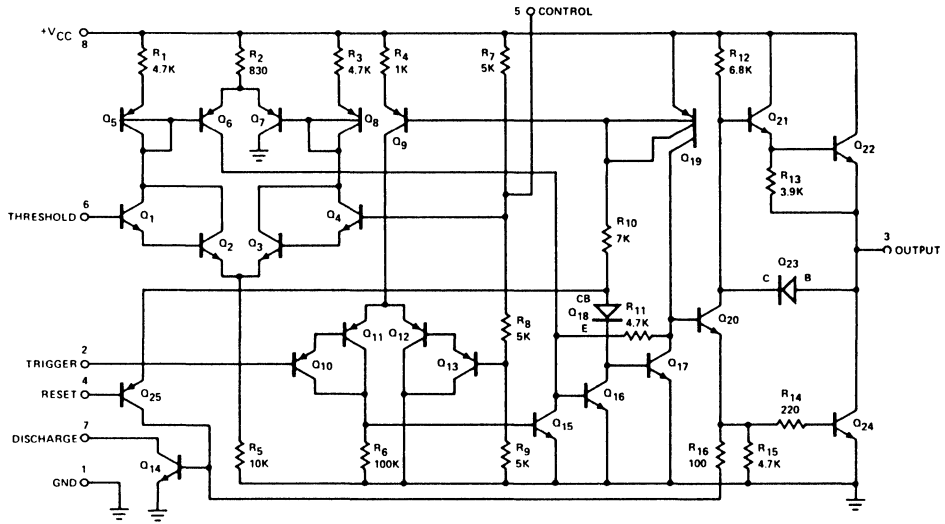 5 CONTROL
+VCC
8
R1
4.7K
R2
830
R3
4.7K
R4
1K
R7
5K
R12
6.8K
Q5
Q6
Q7
Q8
Q9
Q19
Q21
Q22
R13
3.9K
6
THRESHOLD
Q1
Q2
Q3
Q4
R10
7K
3
OUTPUT
Q23
C B
CB
Q18
E
R11
4.7K
Q20
Q11
Q12
R8
5K
2
TRIGGER
Q10
Q13
Q17
4
RESET
Q25
Q16
R14
220
7
DISCHARGE
Q15
Q24
Q14
R5
10K
R6
100K
R9
5K
R16
100
R15
4.7K
1
GND